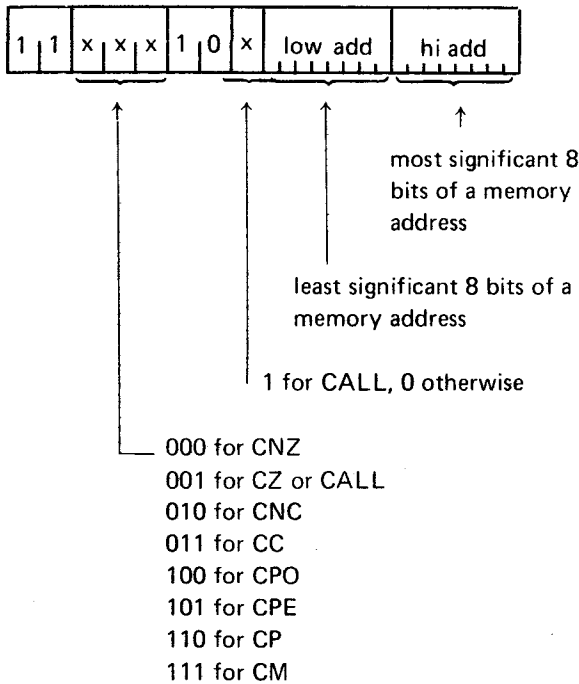 1 1 x x x 1 0 x low add hi add
most significant 8
bits of a memory
address
least significant 8 bits of a
memory address
1 for CALL, 0 otherwise
000 for CNZ
001 for CZ or CALL
010 for CNC
011 for CC
100 for CPO
101 for CPE
110 for CP
111 for CM